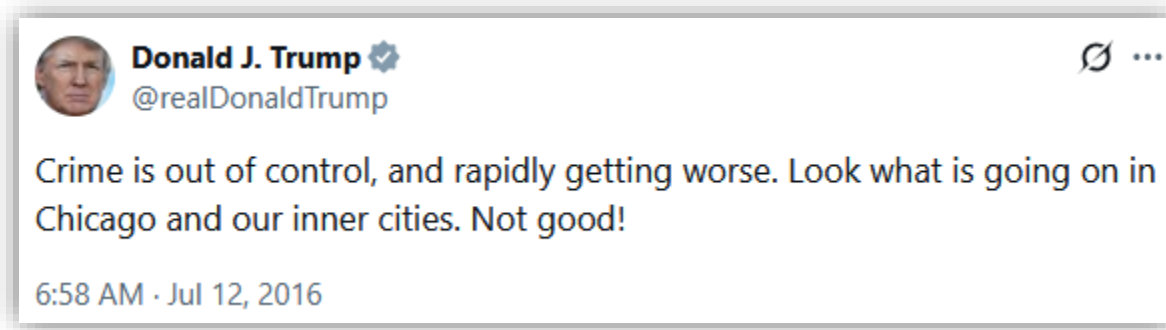 Donald J. Trump
@realDonaldTrump
Crime is out of control, and rapidly getting worse. Look what is going on in
Chicago and our inner cities. Not good!
6:58 AM · Jul 12, 2016